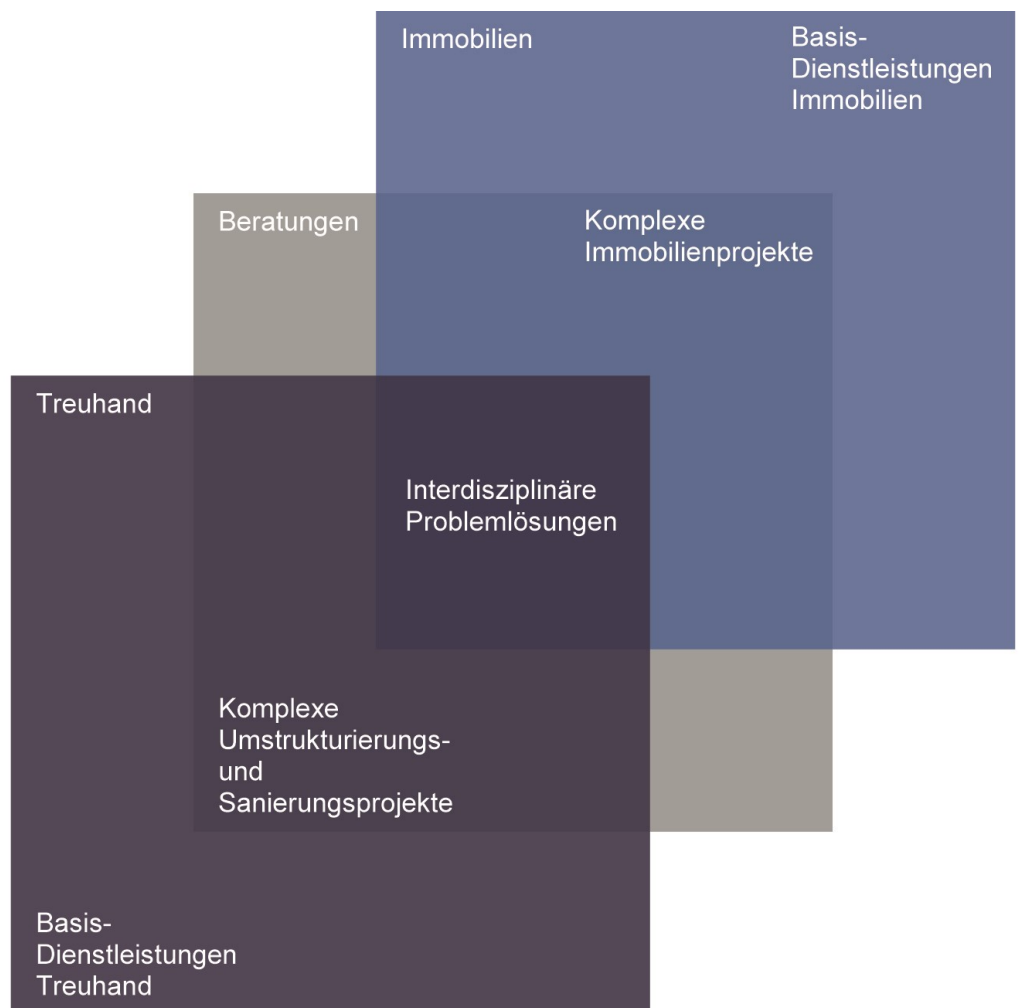 Immobilien
Basis-
Dienstleistungen
Immobilien
Beratungen
Komplexe
Immobilienprojekte
Treuhand
Interdisziplinäre
Problemlösungen
Komplexe
Umstrukturierungs-
und
Sanierungsprojekte
Basis-
Dienstleistungen
Treuhand